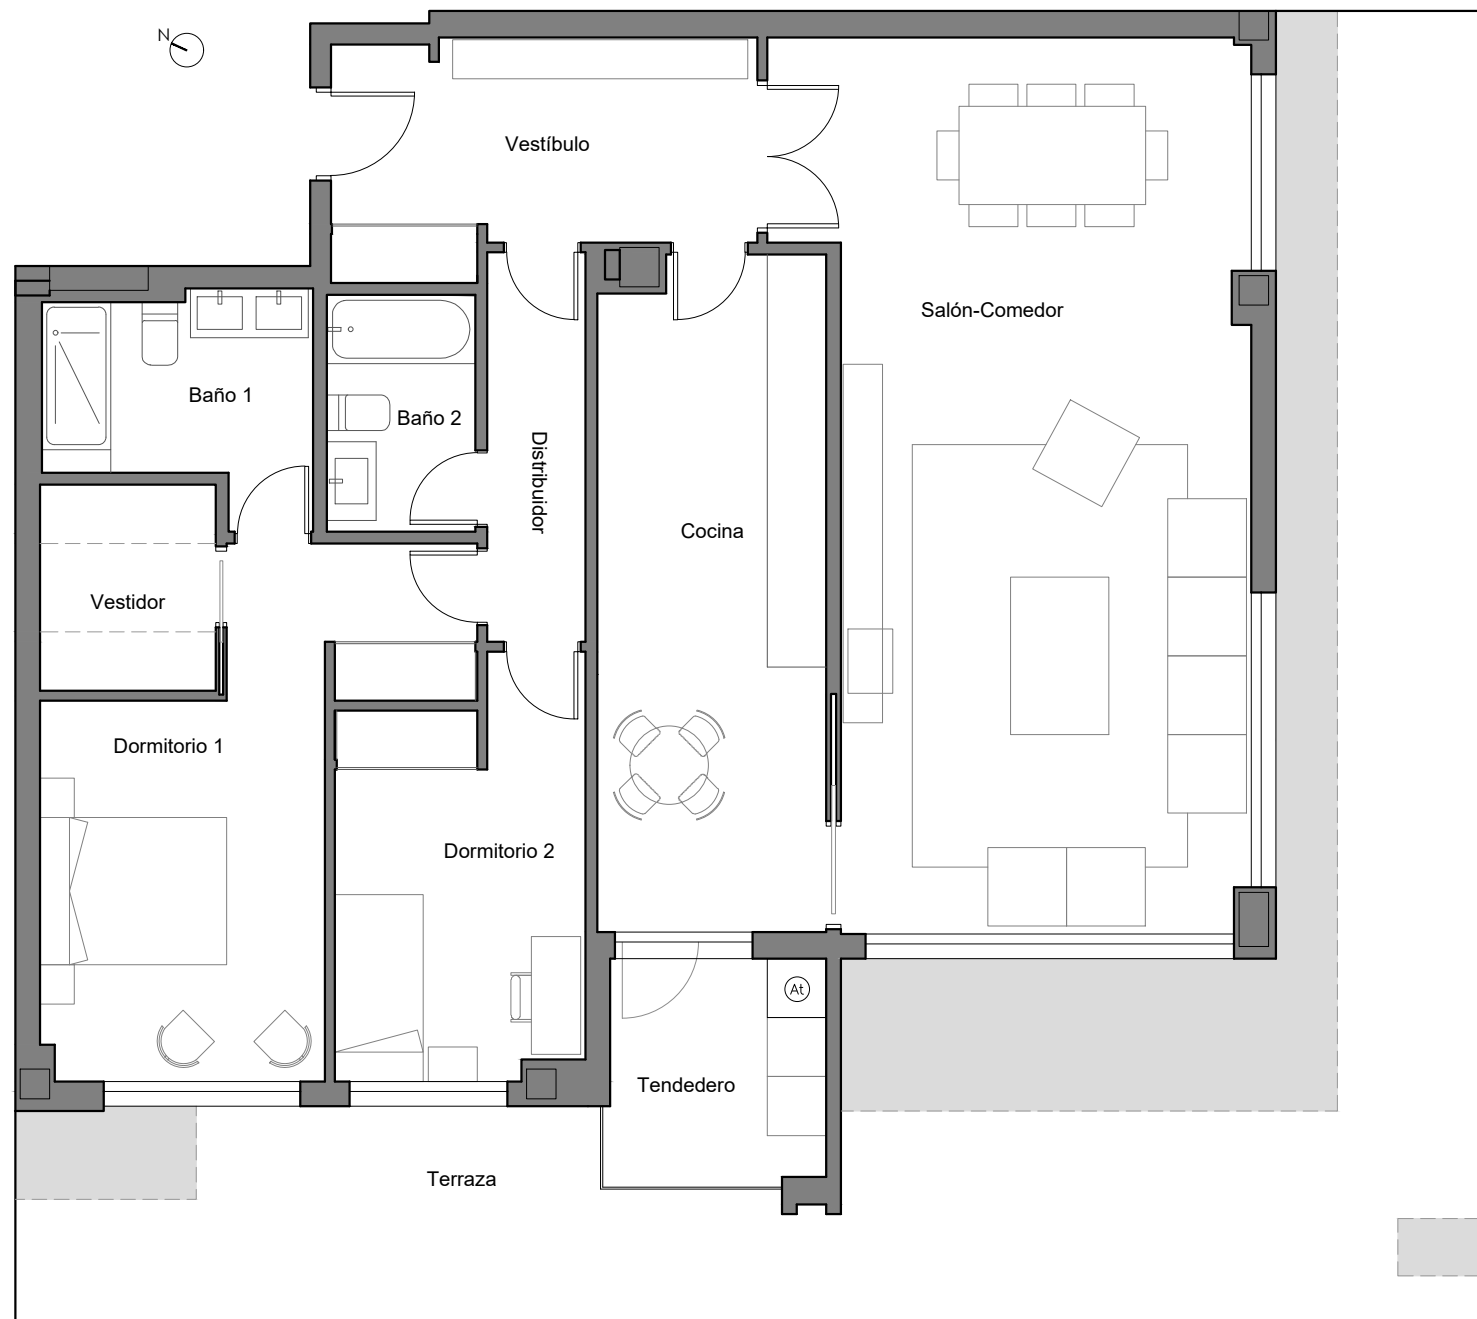 N
Vestíbulo
Salón-Comedor
Baño 1
Baño 2
Distribuidor
Cocina
Vestidor
Dormitorio 1
Dormitorio 2
At
Tendedero
Terraza